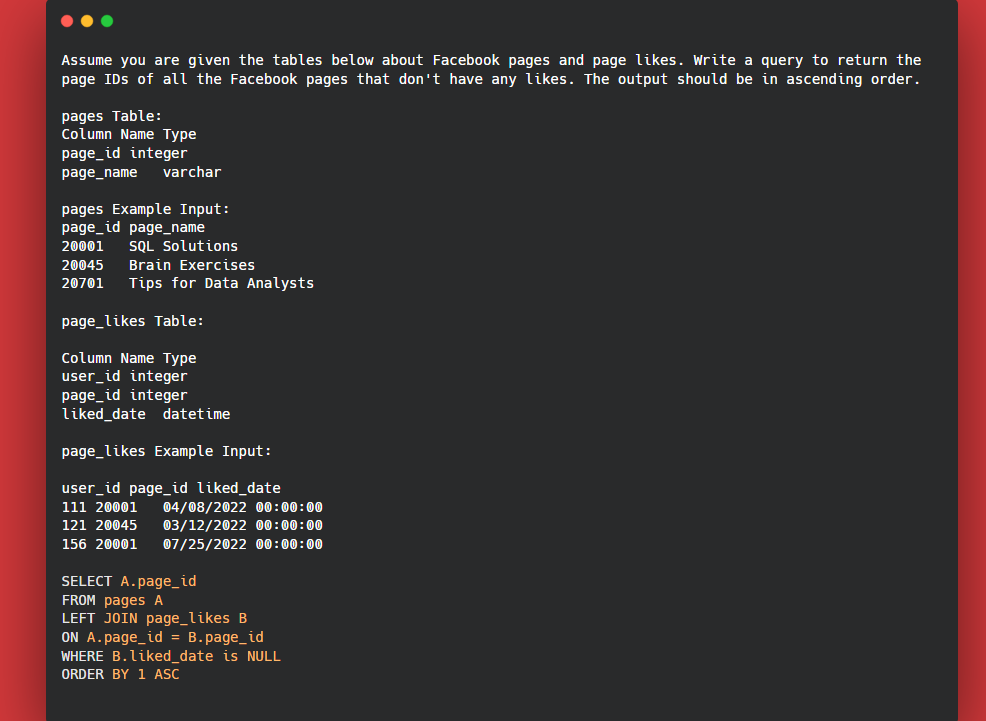 Assume you are given the tables below about Facebook pages and page likes. Write a query to return the
page IDs of all the Facebook pages that don't have any likes. The output should be in ascending order.
pages Table:
Column Name Type
page_id integer
page_name varchar
pages Example Input:
page_id page_name
20001 SQL Solutions
20045 Brain Exercises
20701 Tips for Data Analysts
page_likes Table:
Column Name Type
user_id integer
page_id integer
liked_date datetime
page_likes Example Input:
user_id page_id liked_date
111 20001 04/08/2022 00:00:00
121 20045 03/12/2022 00:00:00
156 20001 07/25/2022 00:00:00
SELECT A.page_id
FROM pages A
LEFT JOIN page_likes B
ON A.page_id = B.page_id
WHERE B.liked_date is NULL
ORDER BY 1 ASC